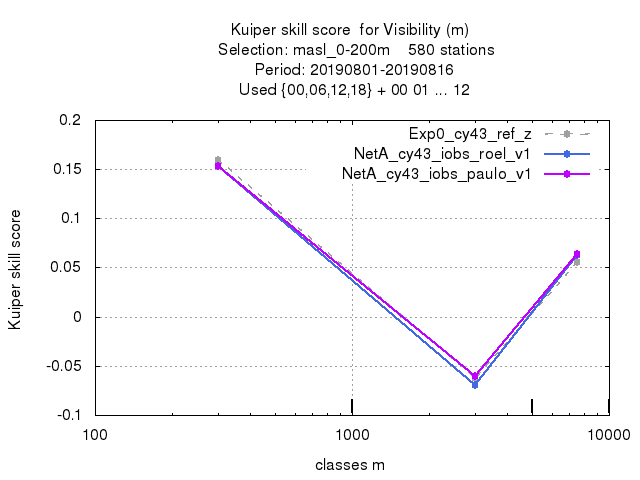 Kuiper skill score  for Visibility (m)
Selection: masl_0-200m    580 stations
Period: 20190801-20190816
Used {00,06,12,18} + 00 01 ... 12
Exp0_cy43_ref_z
NetA_cy43_iobs_roel_v1
NetA_cy43_iobs_paulo_v1
Kuiper skill score
0.2
0.15
0.1
0.05
0
-0.05
-0.1
100 1000 10000
classes m